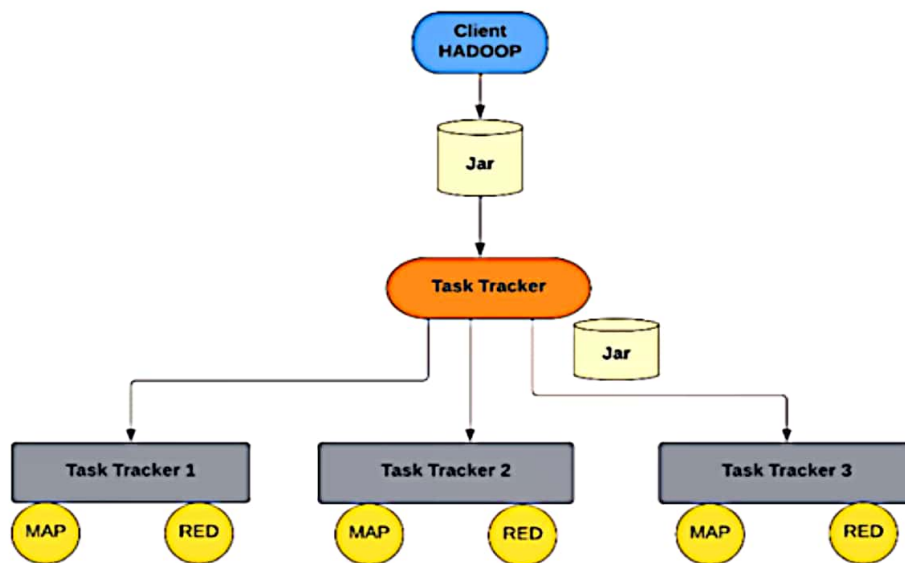 Client
HADOOP
Jar
Task Tracker
Jar
Task Tracker 1
Task Tracker 2
Task Tracker 3
MAP
RED
MAP
RED
MAP
RED